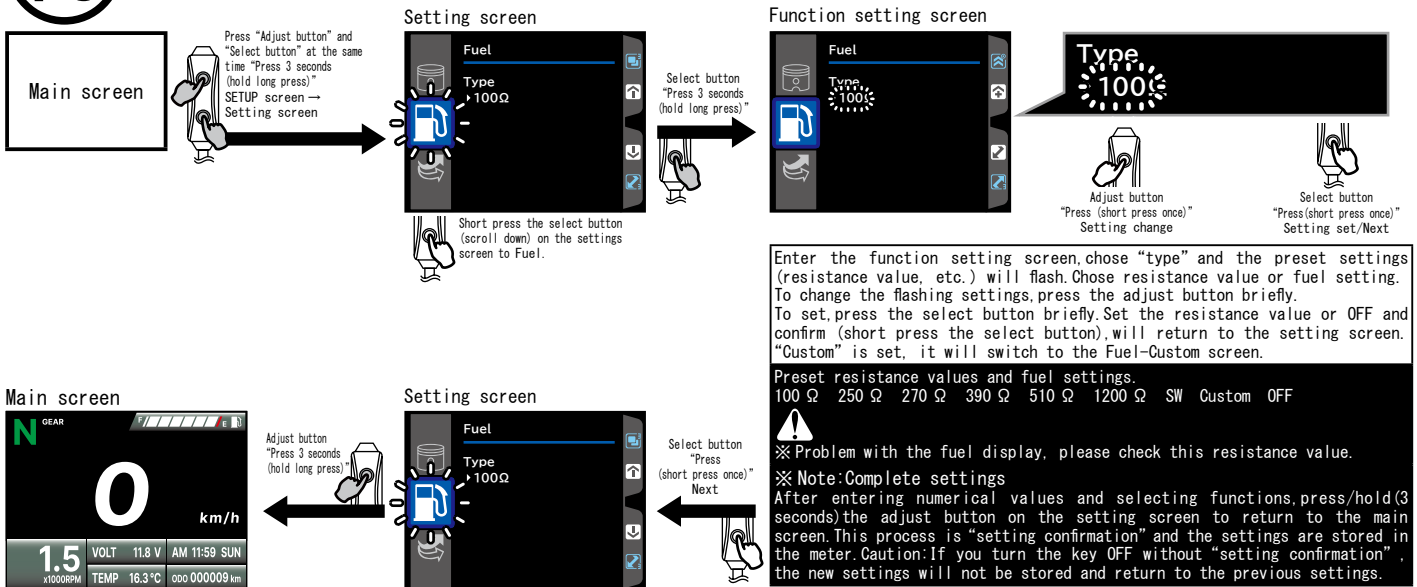 Main screen
Press “Adjust button” and
“Select button” at the same
time “Press 3 seconds
(hold long press)”
SETUP screen →
Setting screen
Setting screen
Fuel
Type
100Ω
Short press the select button
(scroll down) on the settings
screen to Fuel.
Select button
“Press 3 seconds
(hold long press)”
Function setting screen
Fuel
Type
100Ω
Type
100
Adjust button
“Press (short press once)”
Setting change
Select button
“Press(short press once)”
Setting set/Next
Enter the function setting screen,chose “type” and the preset settings
(resistance value, etc.) will flash.Chose resistance value or fuel setting.
To change the flashing settings,press the adjust button briefly.
To set,press the select button briefly.Set the resistance value or OFF and
confirm (short press the select button),will return to the setting screen.
“Custom” is set, it will switch to the Fuel-Custom screen.
Preset resistance values and fuel settings.
100 Ω 250 Ω 270 Ω 390 Ω 510 Ω 1200 Ω SW Custom OFF
※ Problem with the fuel display, please check this resistance value.
※ Note:Complete settings
After entering numerical values and selecting functions,press/hold(3
seconds)the adjust button on the setting screen to return to the main
screen.This process is “setting confirmation” and the settings are stored in
the meter.Caution:If you turn the key OFF without “setting confirmation” ,
the new settings will not be stored and return to the previous settings.
Main screen
N GEAR
F E
0
km/h
1.5
x1000RPM
VOLT 11.8 V AM 11:59 SUN
TEMP 16.3°C ODO 000009 km
Adjust button
“Press 3 seconds
(hold long press)”
Setting screen
Fuel
Type
100Ω
Select button
“Press
(short press once)”
Next